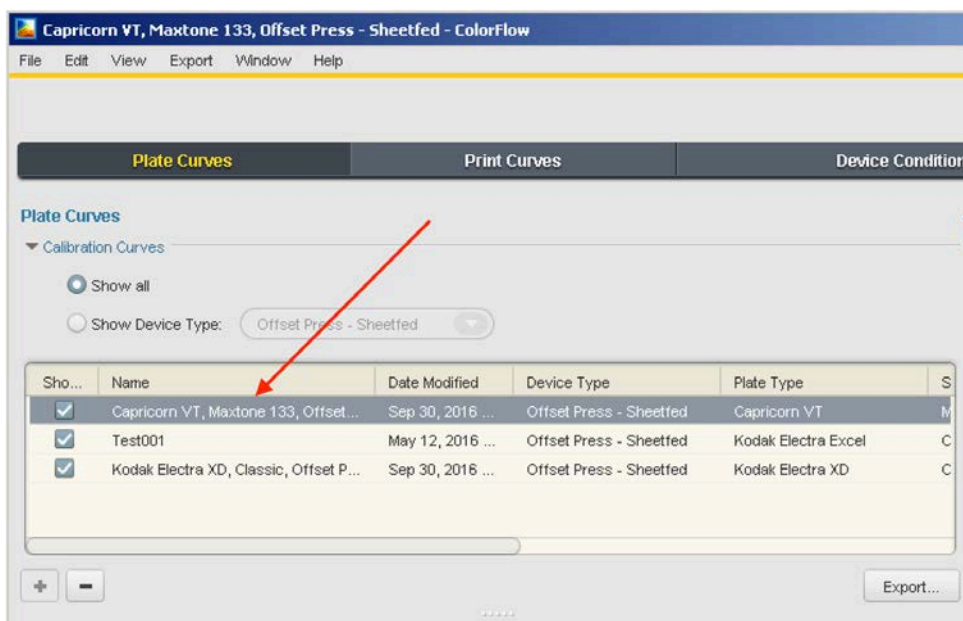 Capricorn VT, Maxtone 133, Offset Press - Sheetfed - ColorFlow
File Edit View Export Window Help
Plate Curves Print Curves Device Condition
Plate Curves
Calibration Curves
Show all
Show Device Type: Offset Press - Sheetfed
Sho... Name Date Modified Device Type Plate Type S
Capricorn VT, Maxtone 133, Offset... Sep 30, 2016 ... Offset Press - Sheetfed Capricorn VT M
Test001 May 12, 2016 ... Offset Press - Sheetfed Kodak Electra Excel C
Kodak Electra XD, Classic, Offset P... Sep 30, 2016 ... Offset Press - Sheetfed Kodak Electra XD C
Export...